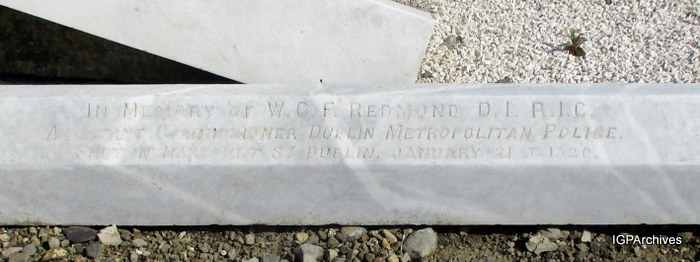 IN MEMORY OF W. C. F. REDMOND D. I. R. I. C.
ASSISTANT COMMISSIONER DUBLIN METROPOLITAN POLICE.
SHOT IN HARCOURT ST DUBLIN, JANUARY 21ST 1920.
IGPArchives